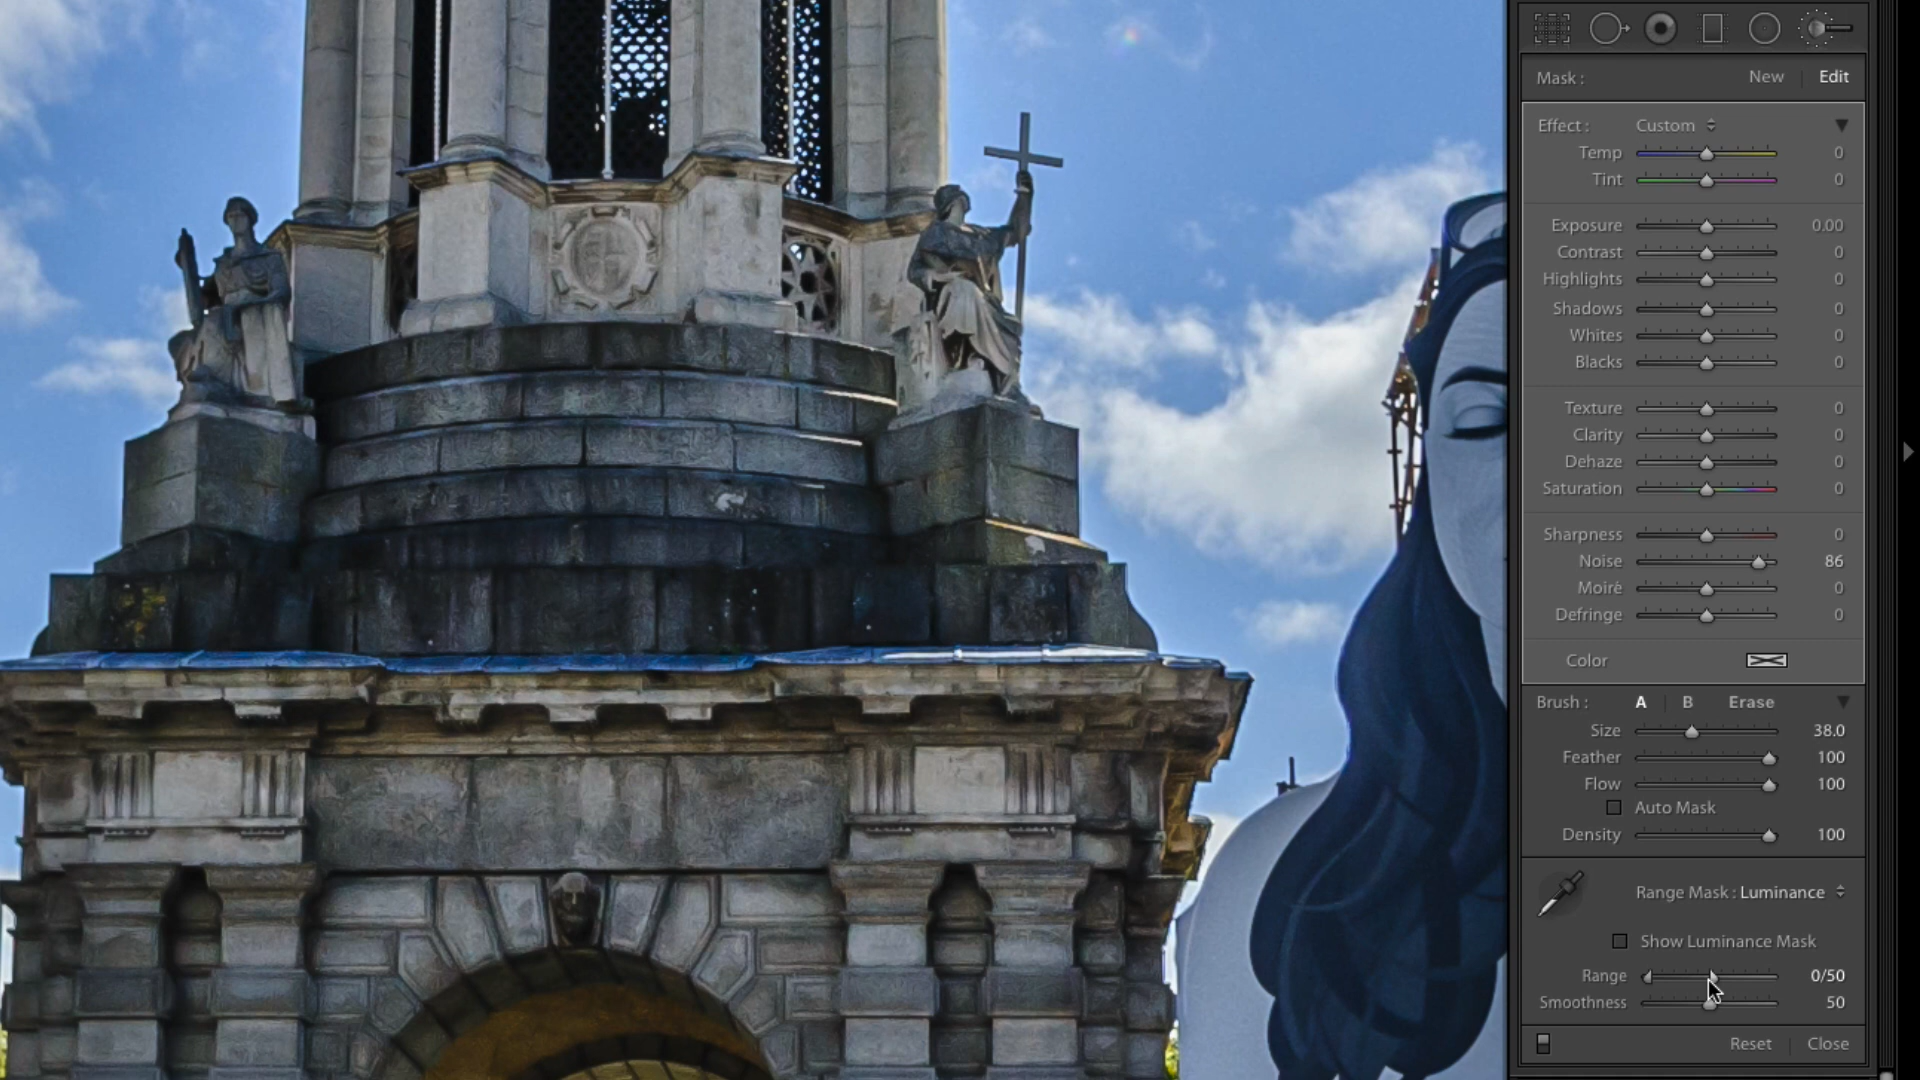 Mask : New Edit
Effect : Custom
Temp 0
Tint 0
Exposure 0.00
Contrast 0
Highlights 0
Shadows 0
Whites 0
Blacks 0
Texture 0
Clarity 0
Dehaze 0
Saturation 0
Sharpness 0
Noise 86
Moiré 0
Defringe 0
Color
Brush : A B Erase
Size 38.0
Feather 100
Flow 100
Auto Mask
Density 100
Range Mask : Luminance
Show Luminance Mask
Range 0/50
Smoothness 50
Reset Close